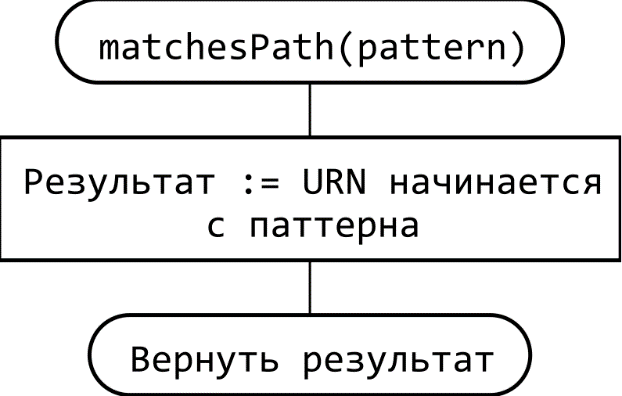 matchesPath(pattern)
Результат := URN начинается
с паттерна
Вернуть результат